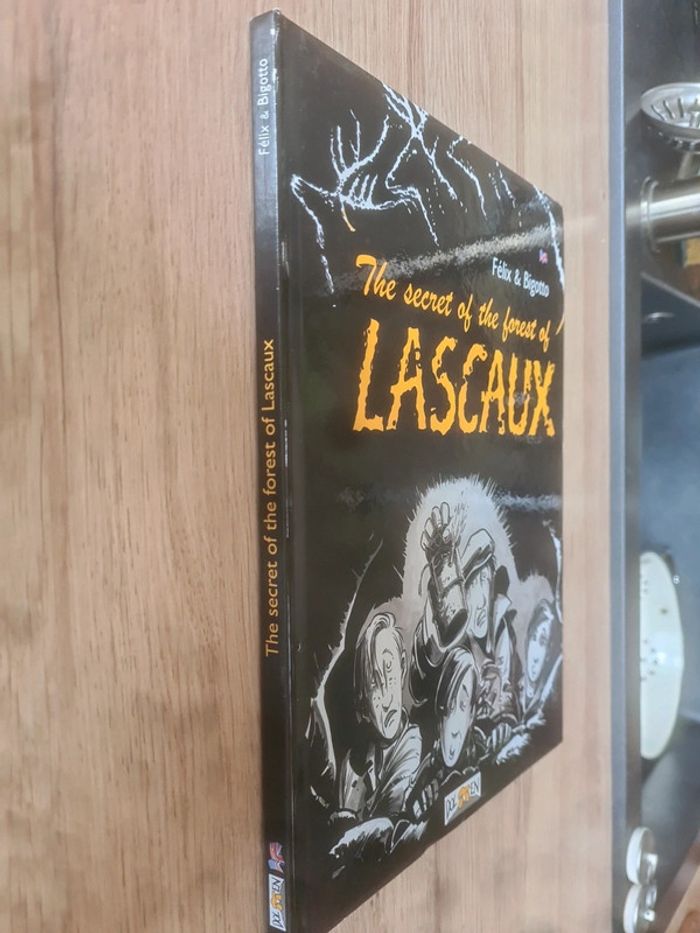 Félix & Bigotto
The secret of the forest of
LASCAUX
Félix & Bigotto
The secret of the forest of Lascaux